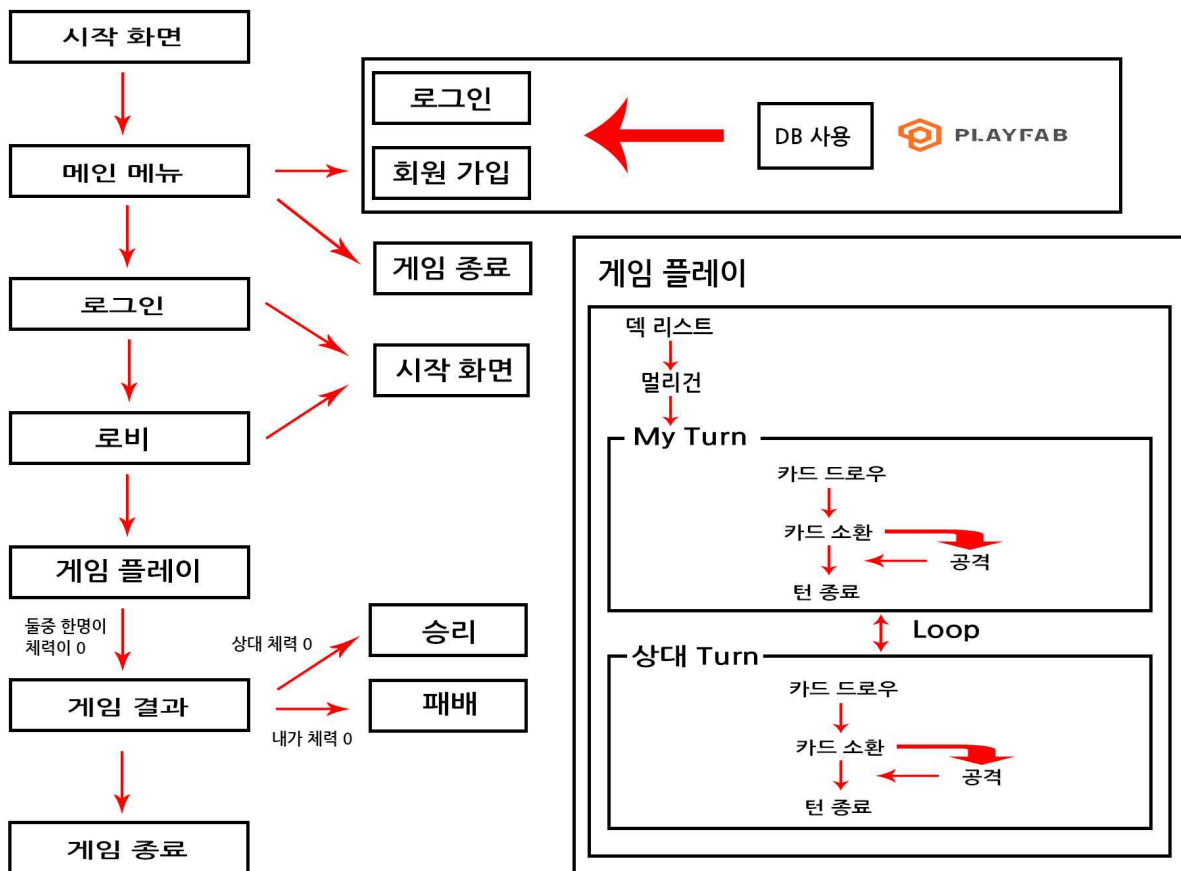 시작 화면
메인 메뉴
로그인
로비
게임 플레이
둘중 한명이
체력이 0
게임 결과
게임 종료
로그인
회원 가입
DB 사용
PLAYFAB
게임 종료
시작 화면
상대 체력 0
승리
패배
내가 체력 0
게임 플레이
덱 리스트
멀리건
My Turn
카드 드로우
카드 소환
공격
턴 종료
Loop
상대 Turn
카드 드로우
카드 소환
공격
턴 종료